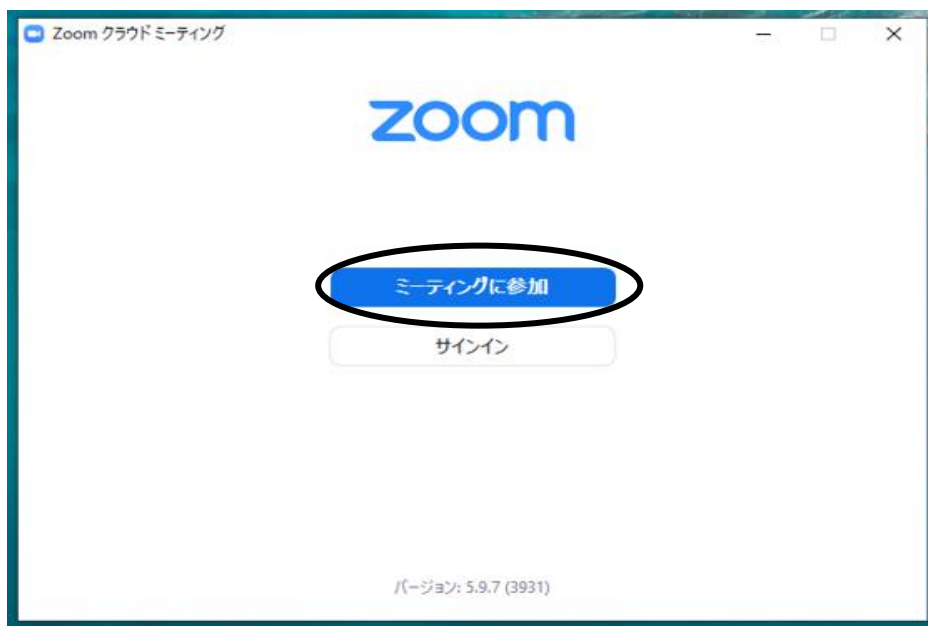 Zoom クラウド ミーティング
zoom
ミーティングに参加
サインイン
バージョン: 5.9.7 (3931)